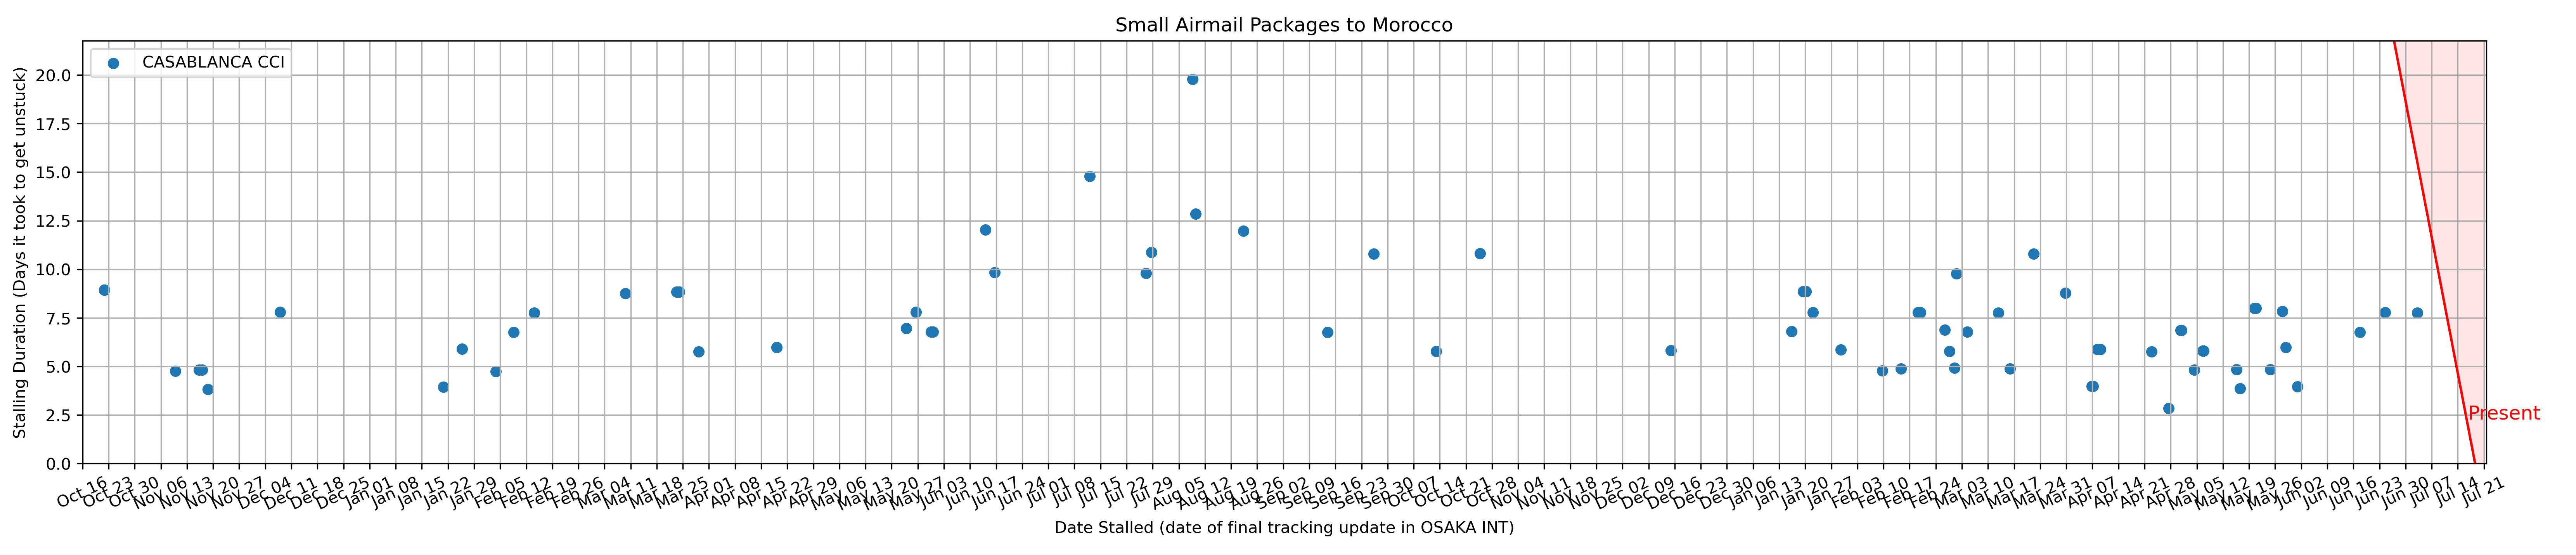 Small Airmail Packages to Morocco
CASABLANCA CCI
Stalling Duration (Days it took to get unstuck)
20.0
17.5
15.0
12.5
10.0
7.5
5.0
2.5
0.0
Present
Oct 16
Oct 23
Oct 30
Nov 06
Nov 13
Nov 20
Nov 27
Dec 04
Dec 11
Dec 18
Dec 25
Jan 01
Jan 08
Jan 15
Jan 22
Jan 29
Feb 05
Feb 12
Feb 19
Feb 26
Mar 04
Mar 11
Mar 18
Mar 25
Apr 01
Apr 08
Apr 15
Apr 22
Apr 29
May 06
May 13
May 20
May 27
Jun 03
Jun 10
Jun 17
Jun 24
Jul 01
Jul 08
Jul 15
Jul 22
Jul 29
Aug 05
Aug 12
Aug 19
Aug 26
Sep 02
Sep 09
Sep 16
Sep 23
Sep 30
Oct 07
Oct 14
Oct 21
Oct 28
Nov 04
Nov 11
Nov 18
Nov 25
Dec 02
Dec 09
Dec 16
Dec 23
Dec 30
Jan 06
Jan 13
Jan 20
Jan 27
Feb 03
Feb 10
Feb 17
Feb 24
Mar 03
Mar 10
Mar 17
Mar 24
Mar 31
Apr 07
Apr 14
Apr 21
Apr 28
May 05
May 12
May 19
May 26
Jun 02
Jun 09
Jun 16
Jun 23
Jun 30
Jul 07
Jul 14
Jul 21
Date Stalled (date of final tracking update in OSAKA INT)